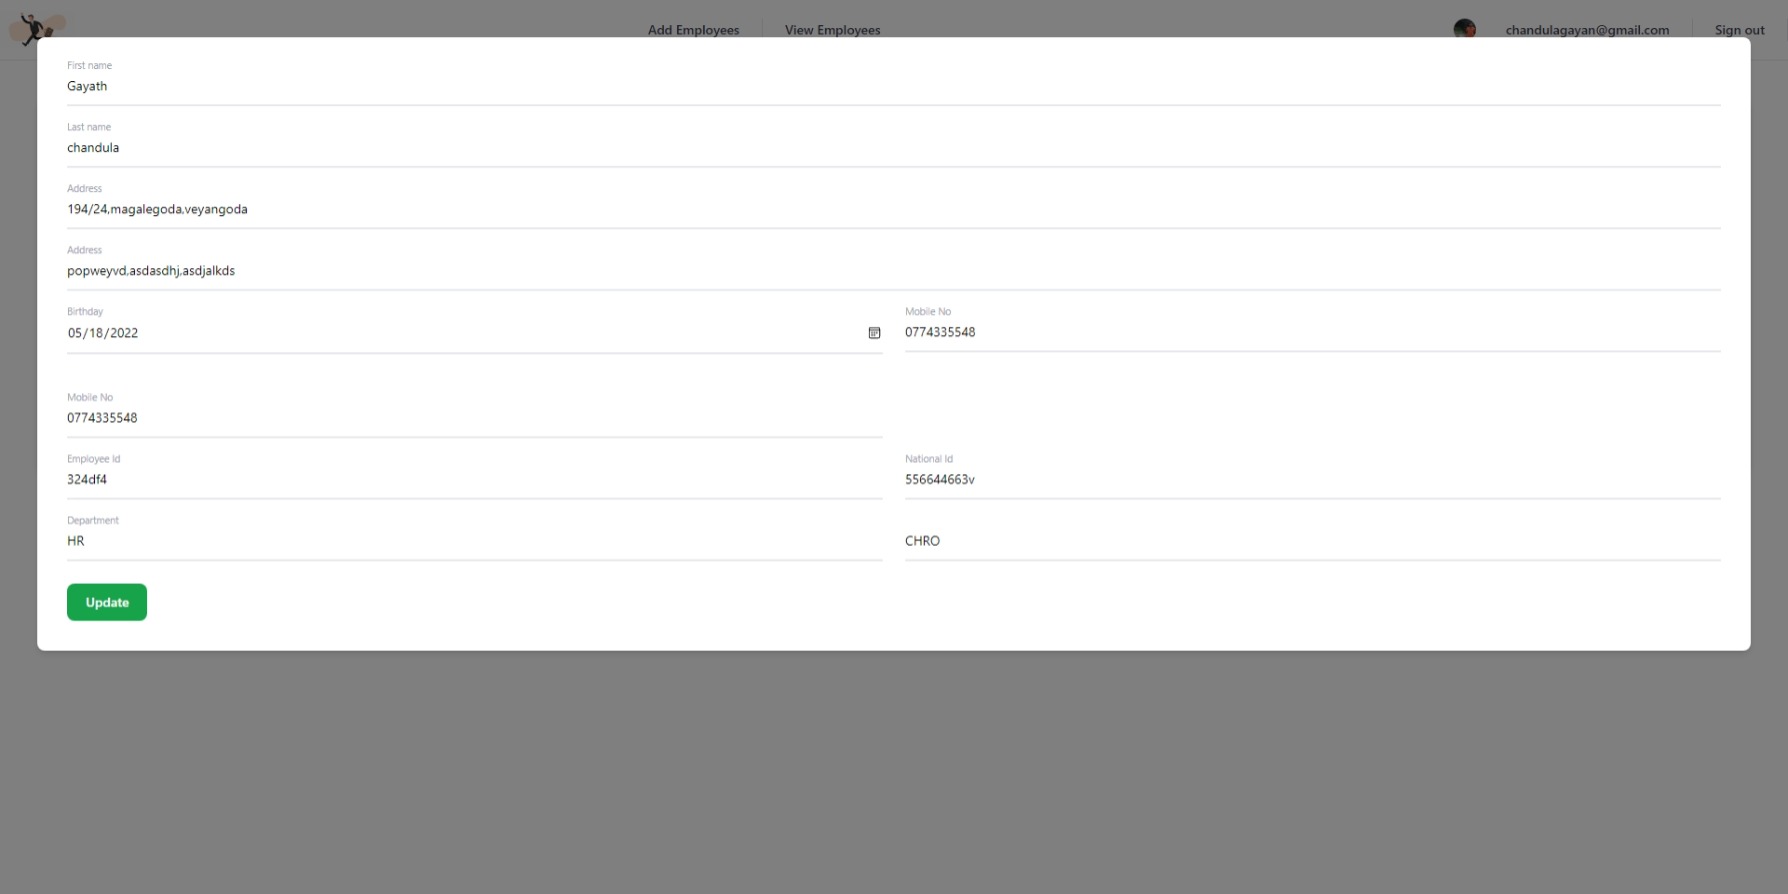 Add Employees
View Employees
chandulagayan@gmail.com
Sign out
First name
Gayath
Last name
chandula
Address
194/24,magalegoda,veyangoda
Address
popweyvd,asdasdhj,asdjalkds
Birthday
05/18/2022
Mobile No
0774335548
Mobile No
0774335548
Employee Id
324df4
National Id
556644663v
Department
HR
CHRO
Update